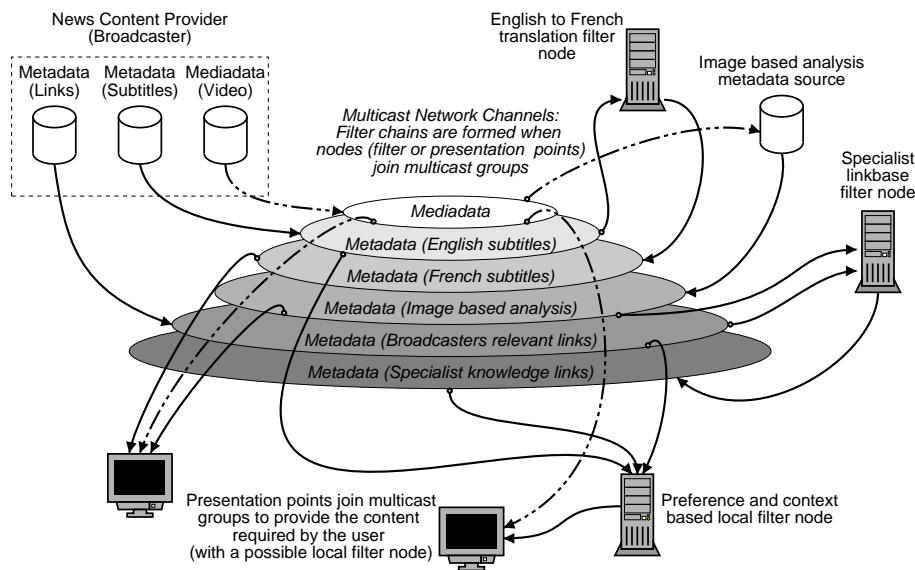 News Content Provider
(Broadcaster)
Metadata
(Links)
Metadata
(Subtitles)
Mediadata
(Video)
English to French
translation filter
node
Image based analysis
metadata source
Multicast Network Channels:
Filter chains are formed when
nodes (filter or presentation points)
join multicast groups
Specialist
linkbase
filter node
Mediadata
Metadata (English subtitles)
Metadata (French subtitles)
Metadata (Image based analysis)
Metadata (Broadcasters relevant links)
Metadata (Specialist knowledge links)
Presentation points join multicast
groups to provide the content
required by the user
(with a possible local filter node)
Preference and context
based local filter node